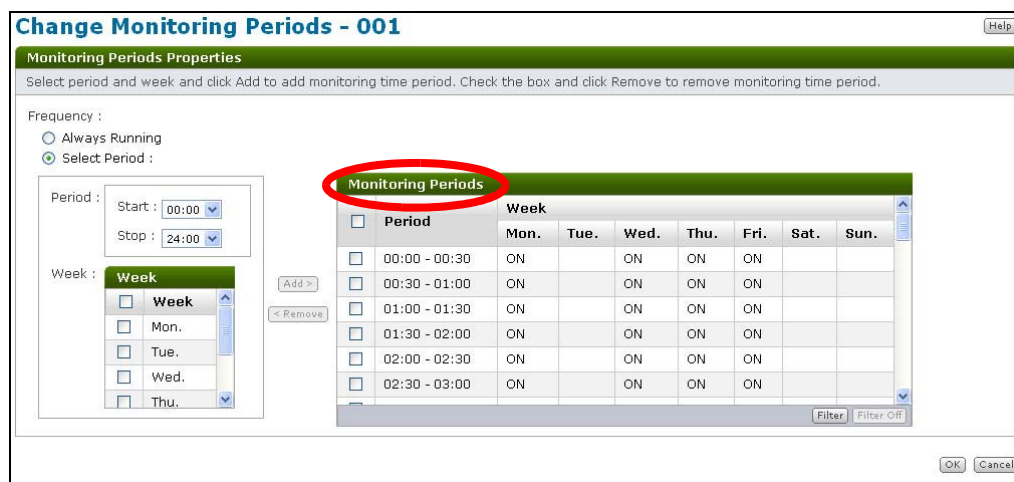 Change Monitoring Periods - 001
Help
Monitoring Periods Properties
Select period and week and click Add to add monitoring time period. Check the box and click Remove to remove monitoring time period.
Frequency :
Always Running
Select Period :
Period :
Start : 00:00
Stop : 24:00
Week :
Week
Week
Mon.
Tue.
Wed.
Thu.
Add >
< Remove
Monitoring Periods
Period Week
Mon. Tue. Wed. Thu. Fri. Sat. Sun.
00:00 - 00:30 ON ON ON ON
00:30 - 01:00 ON ON ON ON
01:00 - 01:30 ON ON ON ON
01:30 - 02:00 ON ON ON ON
02:00 - 02:30 ON ON ON ON
02:30 - 03:00 ON ON ON ON
Filter Filter Off
OK Cancel